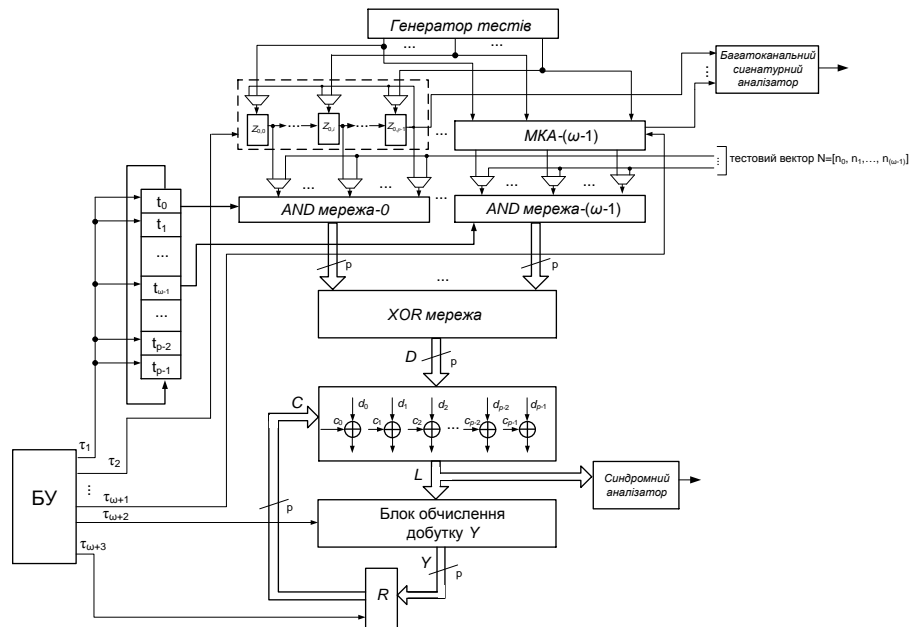 Генератор тестів
... ... ...
Багатоканальний
сигнатурний
аналізатор
Z0,0 Z0,i Z0,p-1
МКА-(ω-1)
тестовий вектор N=[n0, n1,…, n(ω-1)]
AND мережа-0
AND мережа-(ω-1)
t0
t1
...
tω-1
...
tp-2
tp-1
p p
...
XOR мережа
D p
C
d0 d1 d2 dp-2 dp-1
c0 c1 c2 ... cp-2 cp-1
L
Синдромний
аналізатор
БУ
τ1
τ2
τω+1
τω+2
τω+3
p
Блок обчислення
добутку Y
Y p
R